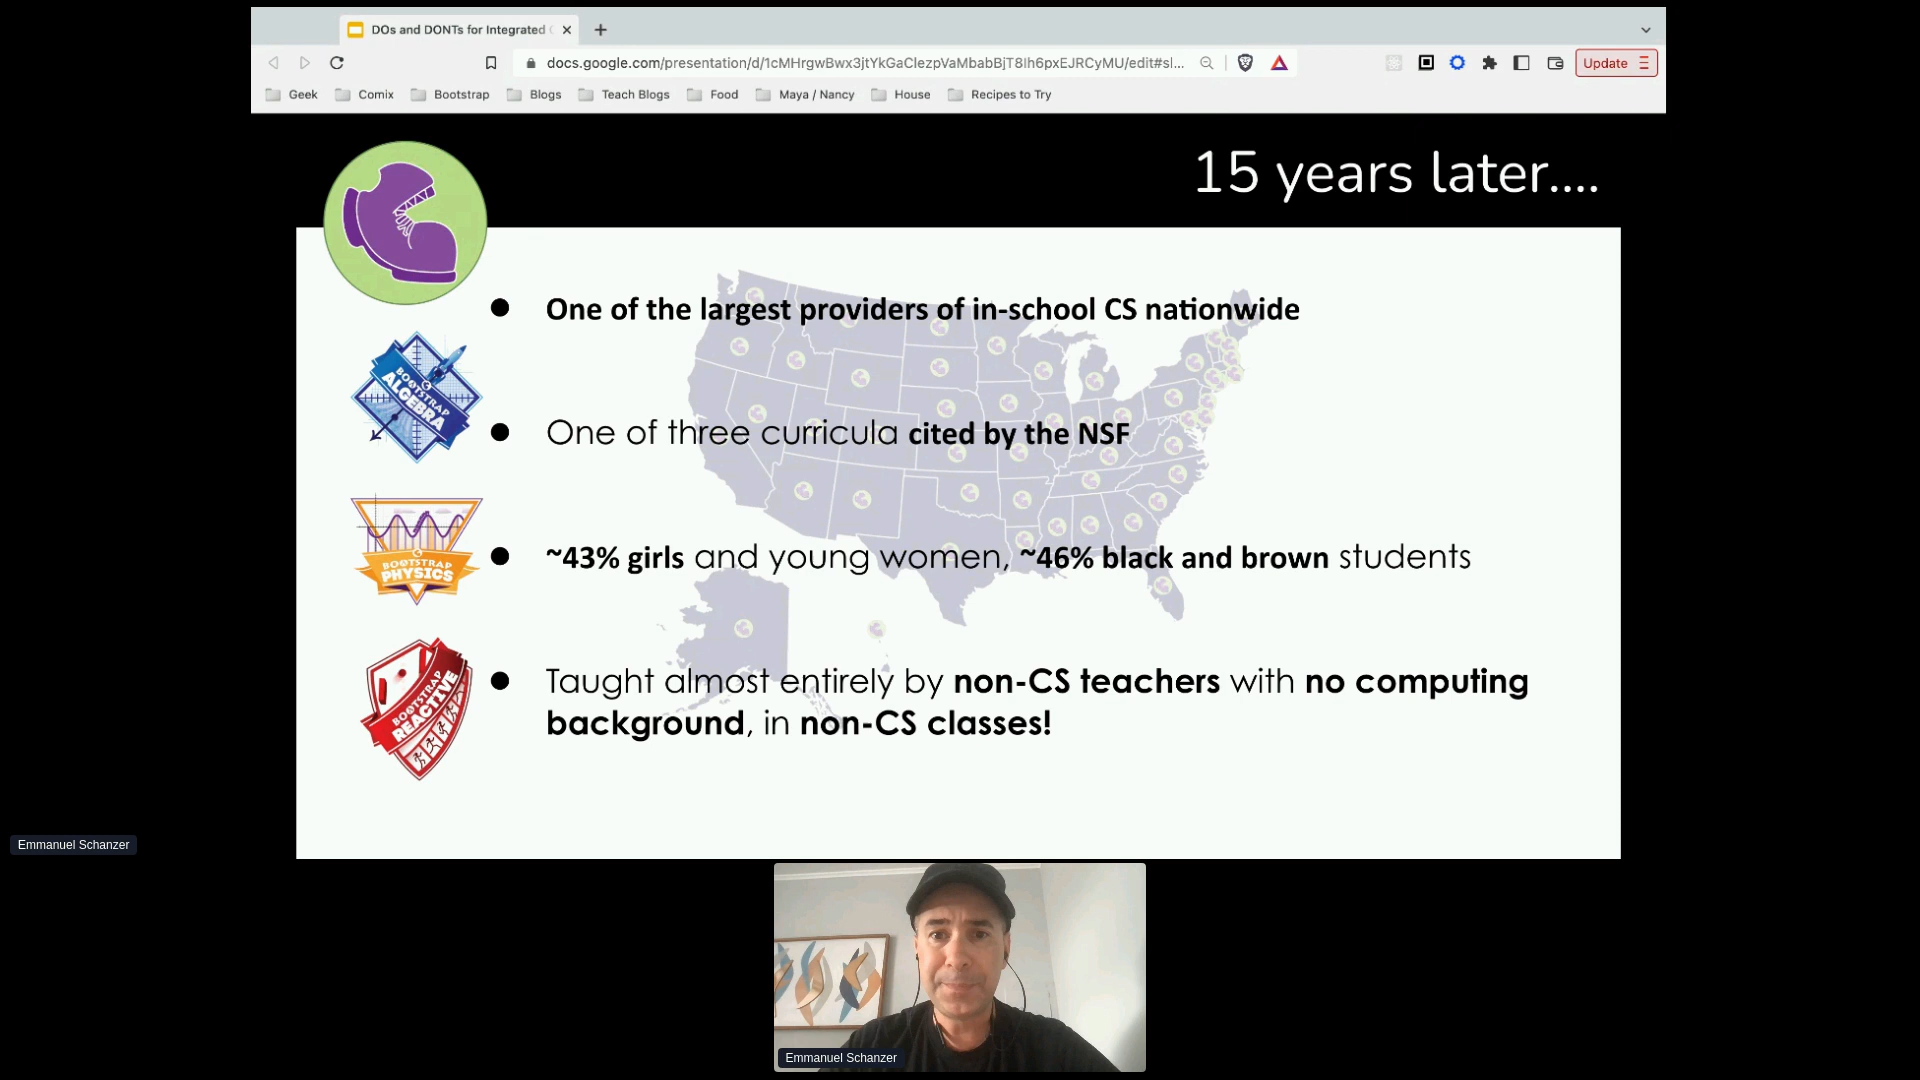 DOs and DONTs for Integrated C
docs.google.com/presentation/d/1cMHrgwBwx3jtYkGaClezpVaMbabBjT8Ih6pxEJRCyMU/edit#sl...
Update
Geek
Comix
Bootstrap
Blogs
Teach Blogs
Food
Maya / Nancy
House
Recipes to Try
15 years later....
One of the largest providers of in-school CS nationwide
BOOTSTRAP
ALGEBRA
One of three curricula cited by the NSF
BOOTSTRAP
PHYSICS
~43% girls and young women, ~46% black and brown students
BOOTSTRAP
REACTIVE
Taught almost entirely by non-CS teachers with no computing
background, in non-CS classes!
Emmanuel Schanzer
Emmanuel Schanzer